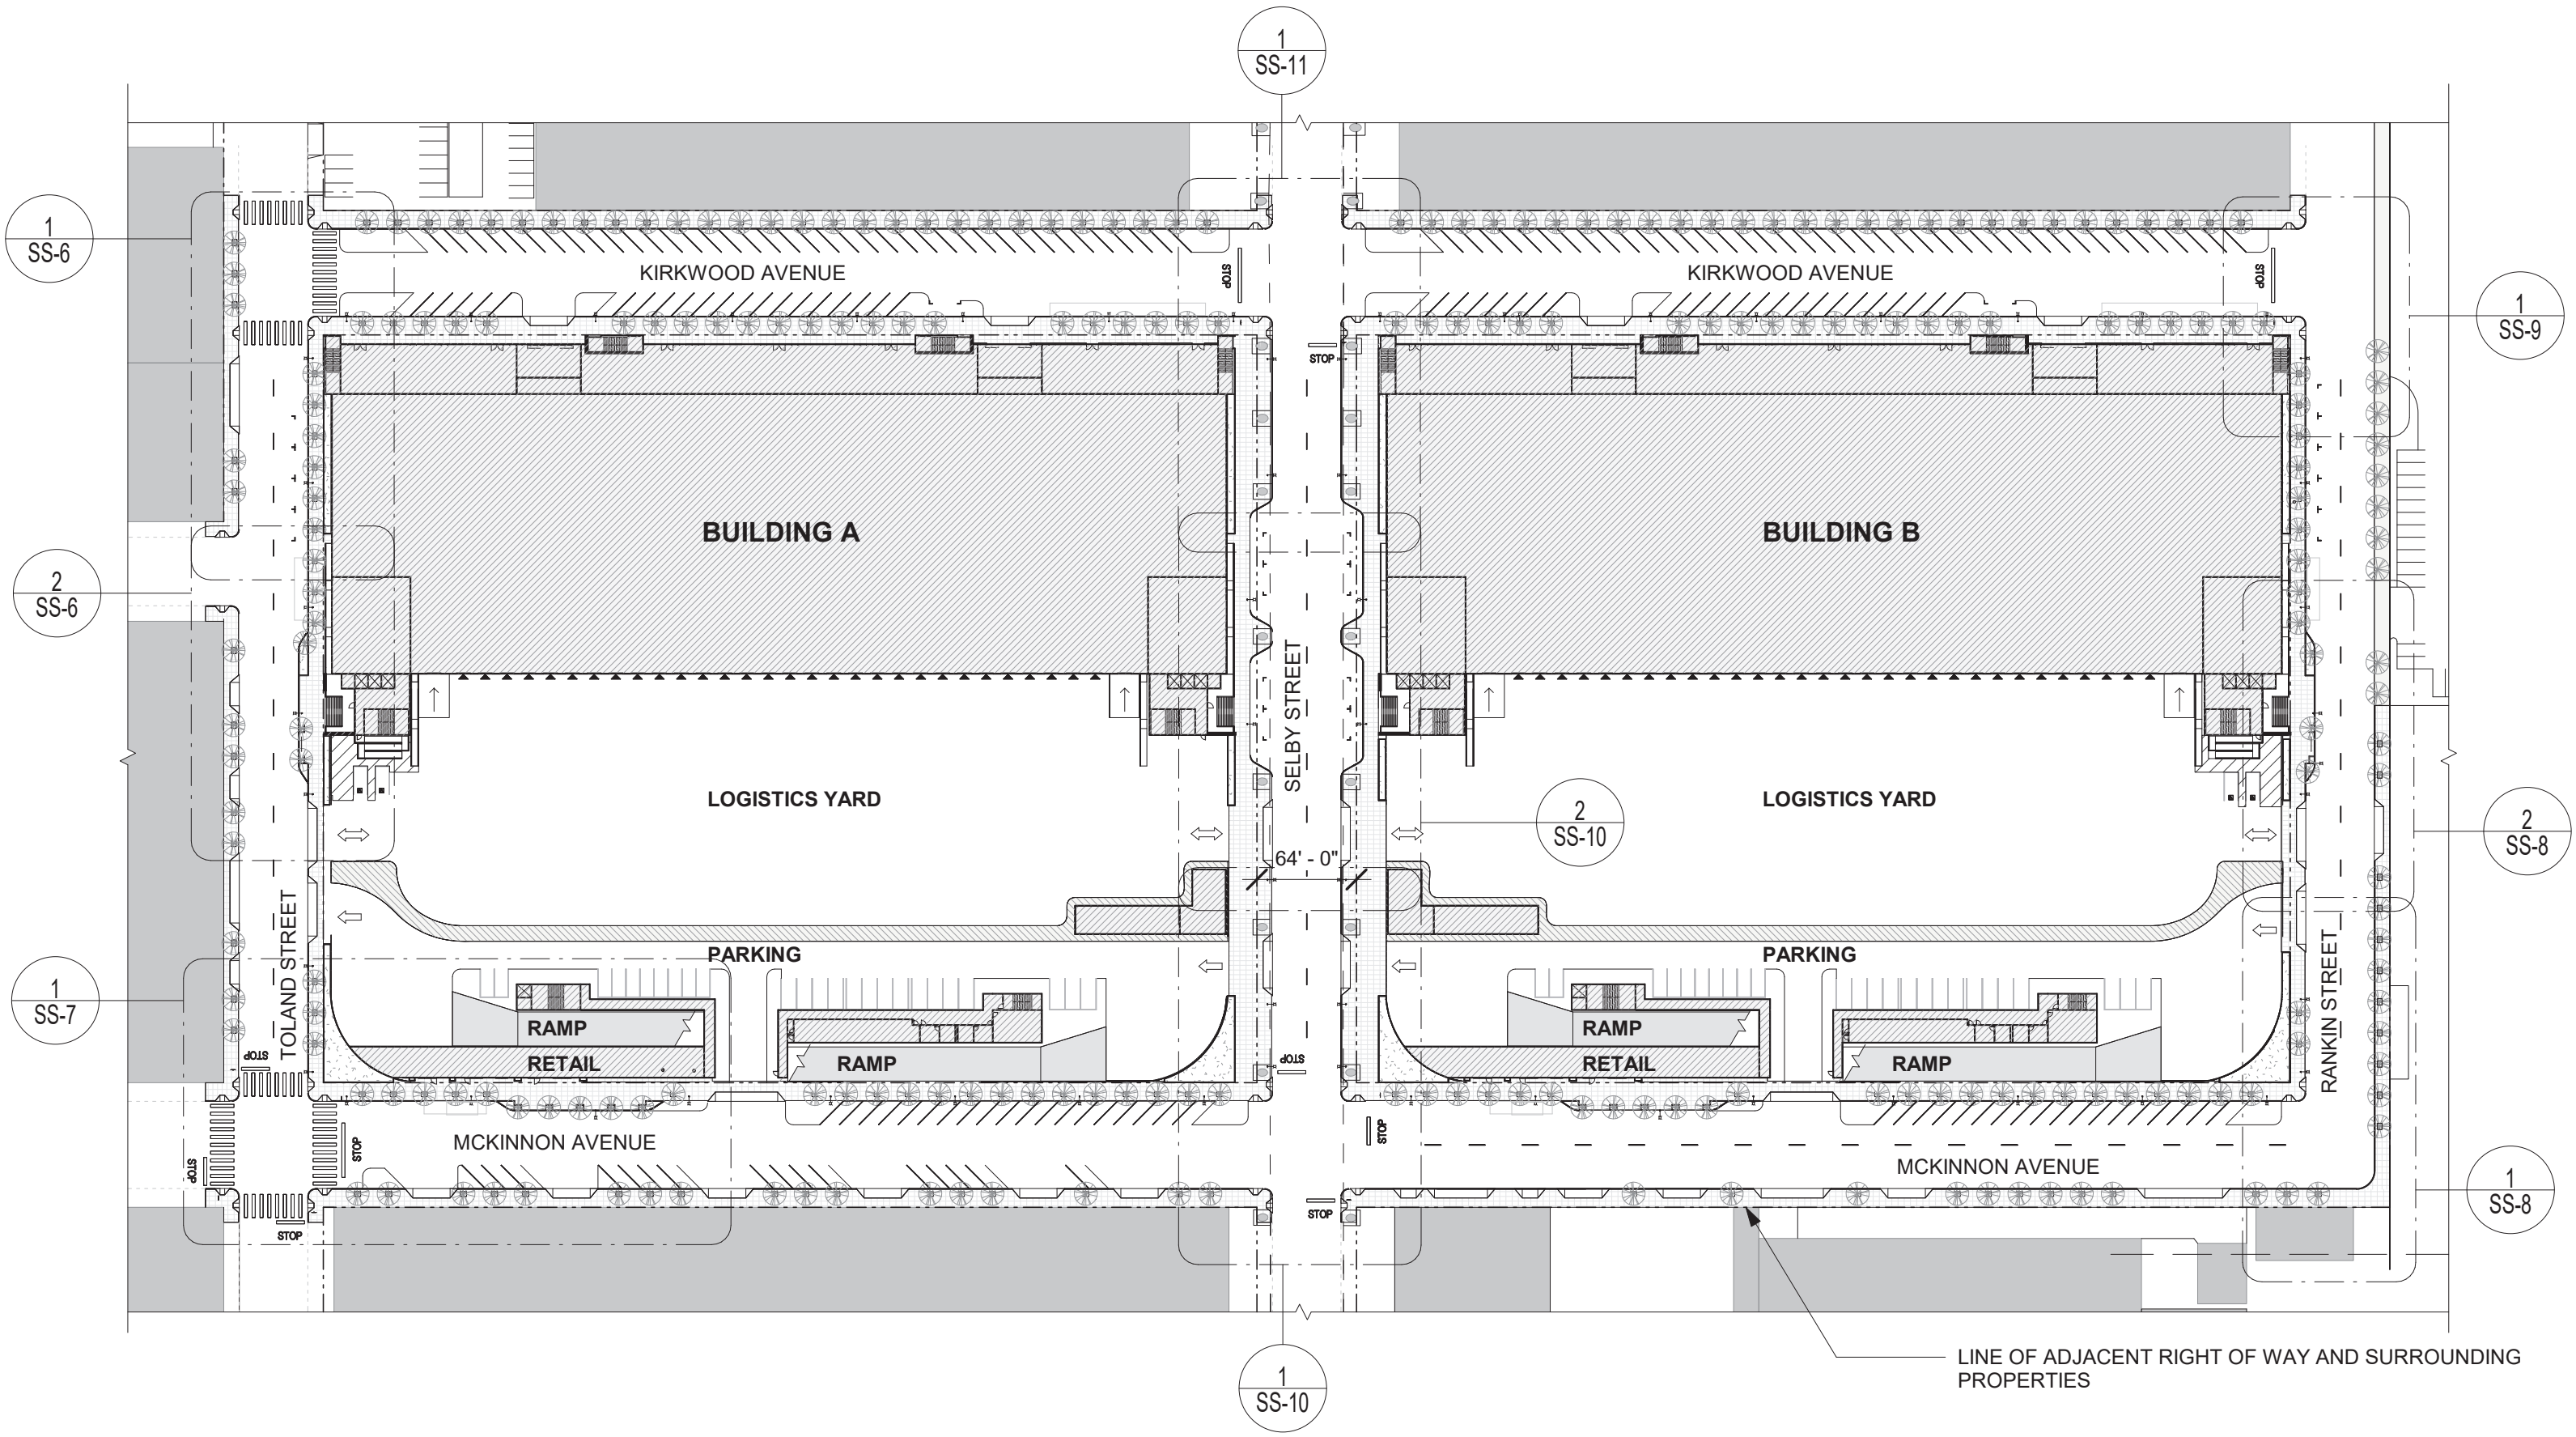 1
SS-11
1
SS-6
KIRKWOOD AVENUE
STOP
KIRKWOOD AVENUE
STOP
1
SS-9
STOP
BUILDING A
BUILDING B
2
SS-6
SELBY STREET
LOGISTICS YARD
LOGISTICS YARD
2
SS-10
2
SS-8
64' - 0"
TOLAND STREET
PARKING
PARKING
RANKIN STREET
1
SS-7
RAMP
RETAIL
RAMP
RAMP
RETAIL
RAMP
STOP
STOP
MCKINNON AVENUE
STOP
STOP
STOP
MCKINNON AVENUE
STOP
STOP
1
SS-8
1
SS-10
LINE OF ADJACENT RIGHT OF WAY AND SURROUNDING
PROPERTIES